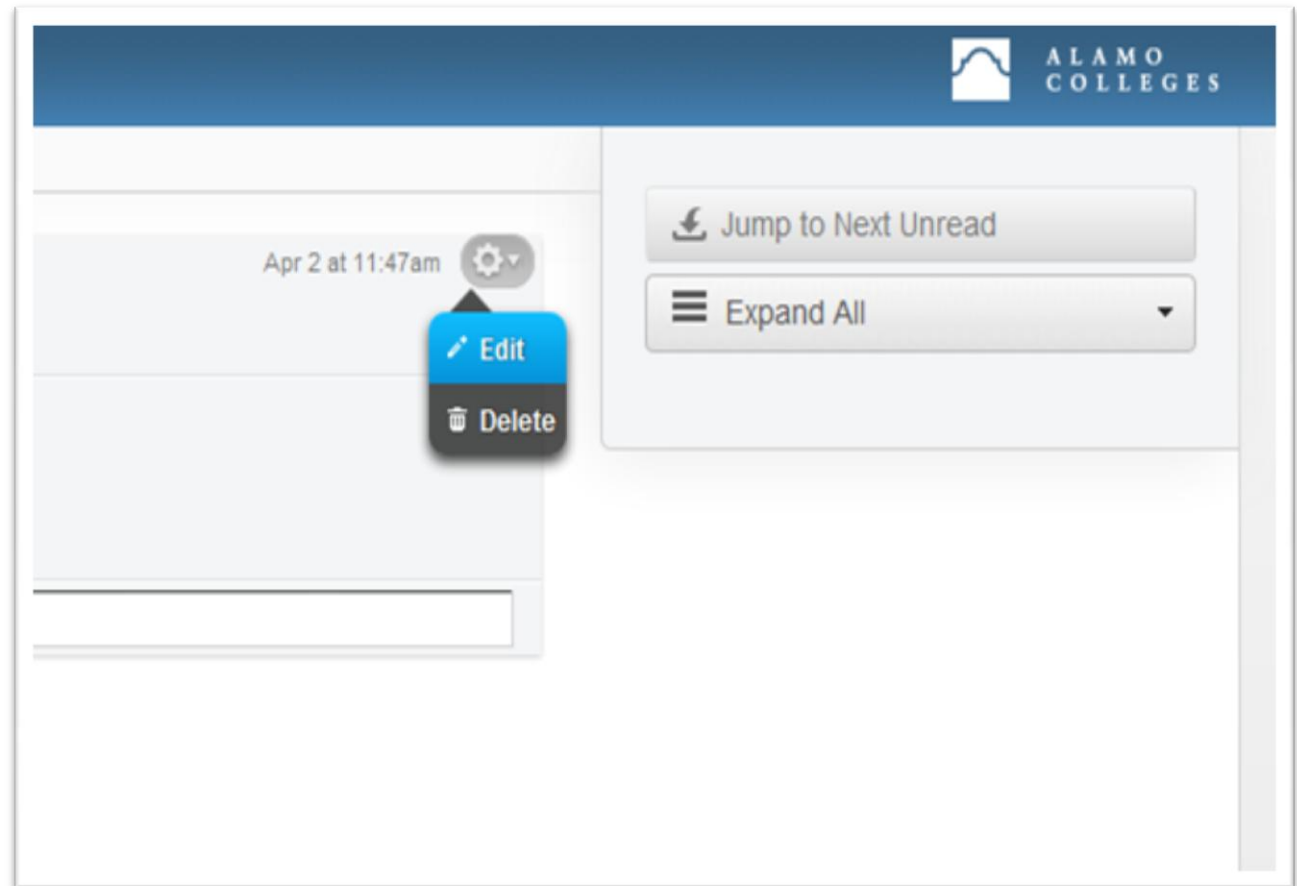 ALAMO
COLLEGES
Jump to Next Unread
Apr 2 at 11:47am
Expand All
Edit
Delete